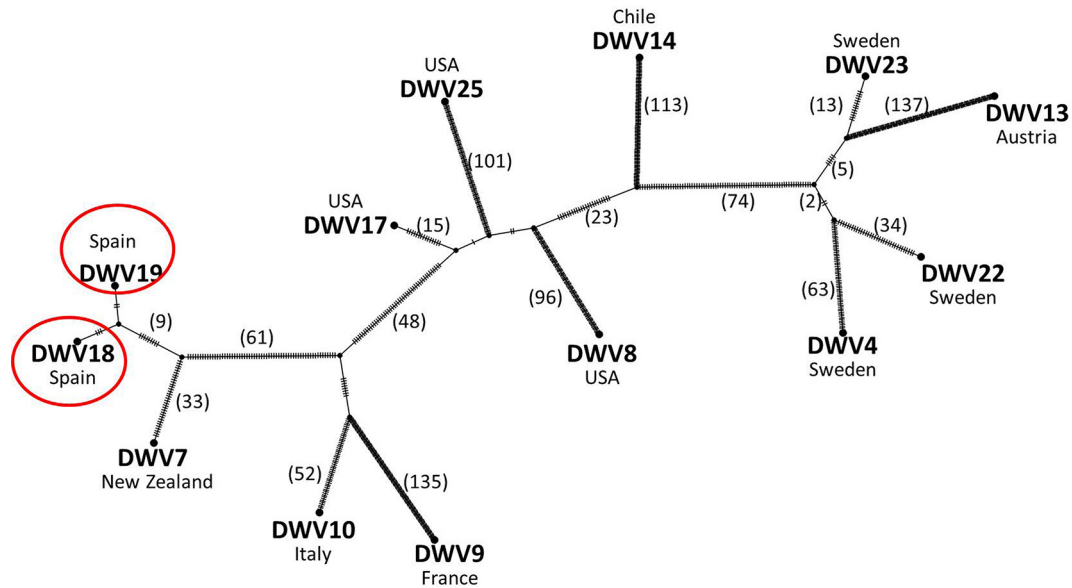 Chile
DWV14
Sweden
DWV23
USA
DWV25
(113)
(13)
(137)
DWV13
Austria
(101)
(5)
USA
DWV17
(15)
(23)
(74)
(2)
(34)
Spain
DWV19
DWV22
Sweden
(96)
(63)
(9)
(61)
(48)
DWV18
Spain
DWV8
USA
DWV4
Sweden
(33)
DWV7
New Zealand
(52)
(135)
DWV10
Italy
DWV9
France